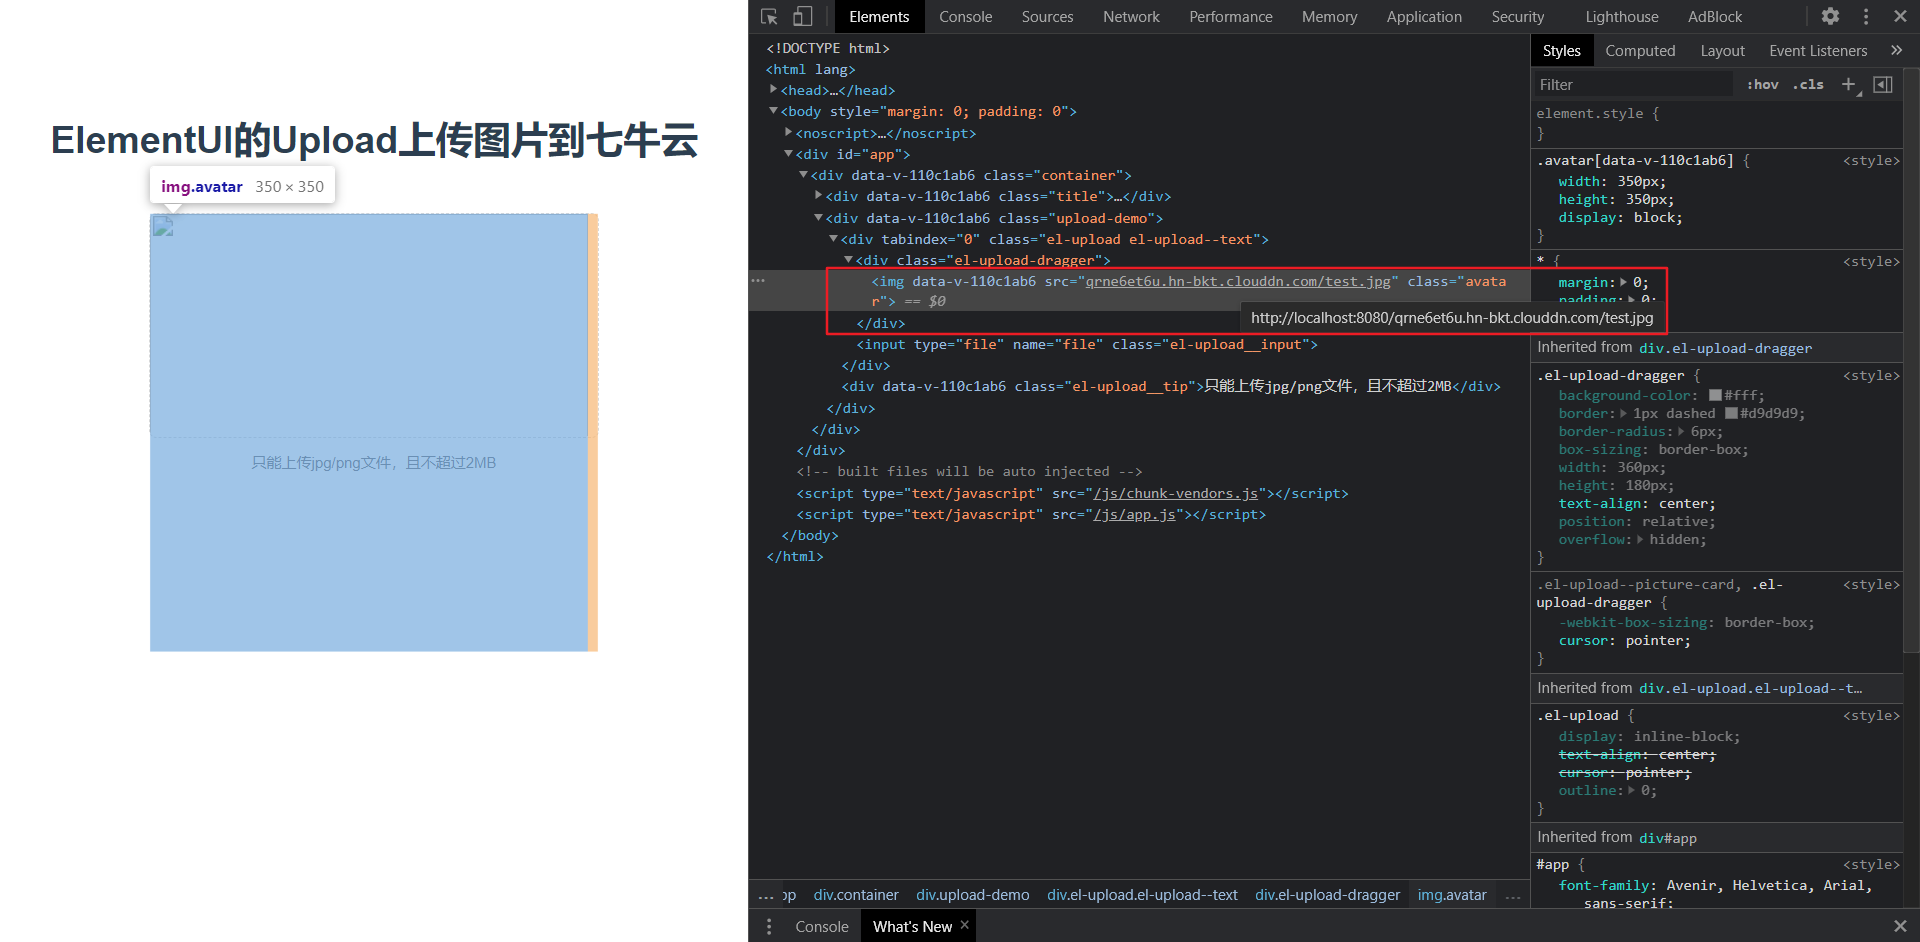 ElementUI的Upload上传图片到七牛云
img.avatar 350 × 350
只能上传jpg/png文件，且不超过2MB
Elements Console Sources Network Performance Memory Application Security Lighthouse AdBlock
<!DOCTYPE html>
<html lang>
<head>…</head>
<body style="margin: 0; padding: 0">
<noscript>…</noscript>
<div id="app">
<div data-v-110c1ab6 class="container">
<div data-v-110c1ab6 class="title">…</div>
<div data-v-110c1ab6 class="upload-demo">
<div tabindex="0" class="el-upload el-upload--text">
<div class="el-upload-dragger">
<img data-v-110c1ab6 src="qrne6et6u.hn-bkt.clouddn.com/test.jpg" class="avata
r"> == $0
http://localhost:8080/qrne6et6u.hn-bkt.clouddn.com/test.jpg
</div>
<input type="file" name="file" class="el-upload__input">
</div>
<div data-v-110c1ab6 class="el-upload__tip">只能上传jpg/png文件，且不超过2MB</div>
</div>
</div>
</div>
<!-- built files will be auto injected -->
<script type="text/javascript" src="/js/chunk-vendors.js"></script>
<script type="text/javascript" src="/js/app.js"></script>
</body>
</html>
... pp div.container div.upload-demo div.el-upload.el-upload--text div.el-upload-dragger img.avatar ...
Console What's New ×
Styles Computed Layout Event Listeners »
Filter :hov .cls +
element.style {
}
.avatar[data-v-110c1ab6] { <style>
width: 350px;
height: 350px;
display: block;
}
* { <style>
margin: 0;
padding: 0;
Inherited from div.el-upload-dragger
.el-upload-dragger { <style>
background-color: #fff;
border: 1px dashed #d9d9d9;
border-radius: 6px;
box-sizing: border-box;
width: 360px;
height: 180px;
text-align: center;
position: relative;
overflow: hidden;
}
.el-upload--picture-card, .el- <style>
upload-dragger {
-webkit-box-sizing: border-box;
cursor: pointer;
}
Inherited from div.el-upload.el-upload--t…
.el-upload { <style>
display: inline-block;
text-align: center;
cursor: pointer;
outline: 0;
}
Inherited from div#app
#app { <style>
font-family: Avenir, Helvetica, Arial,
sans-serif;